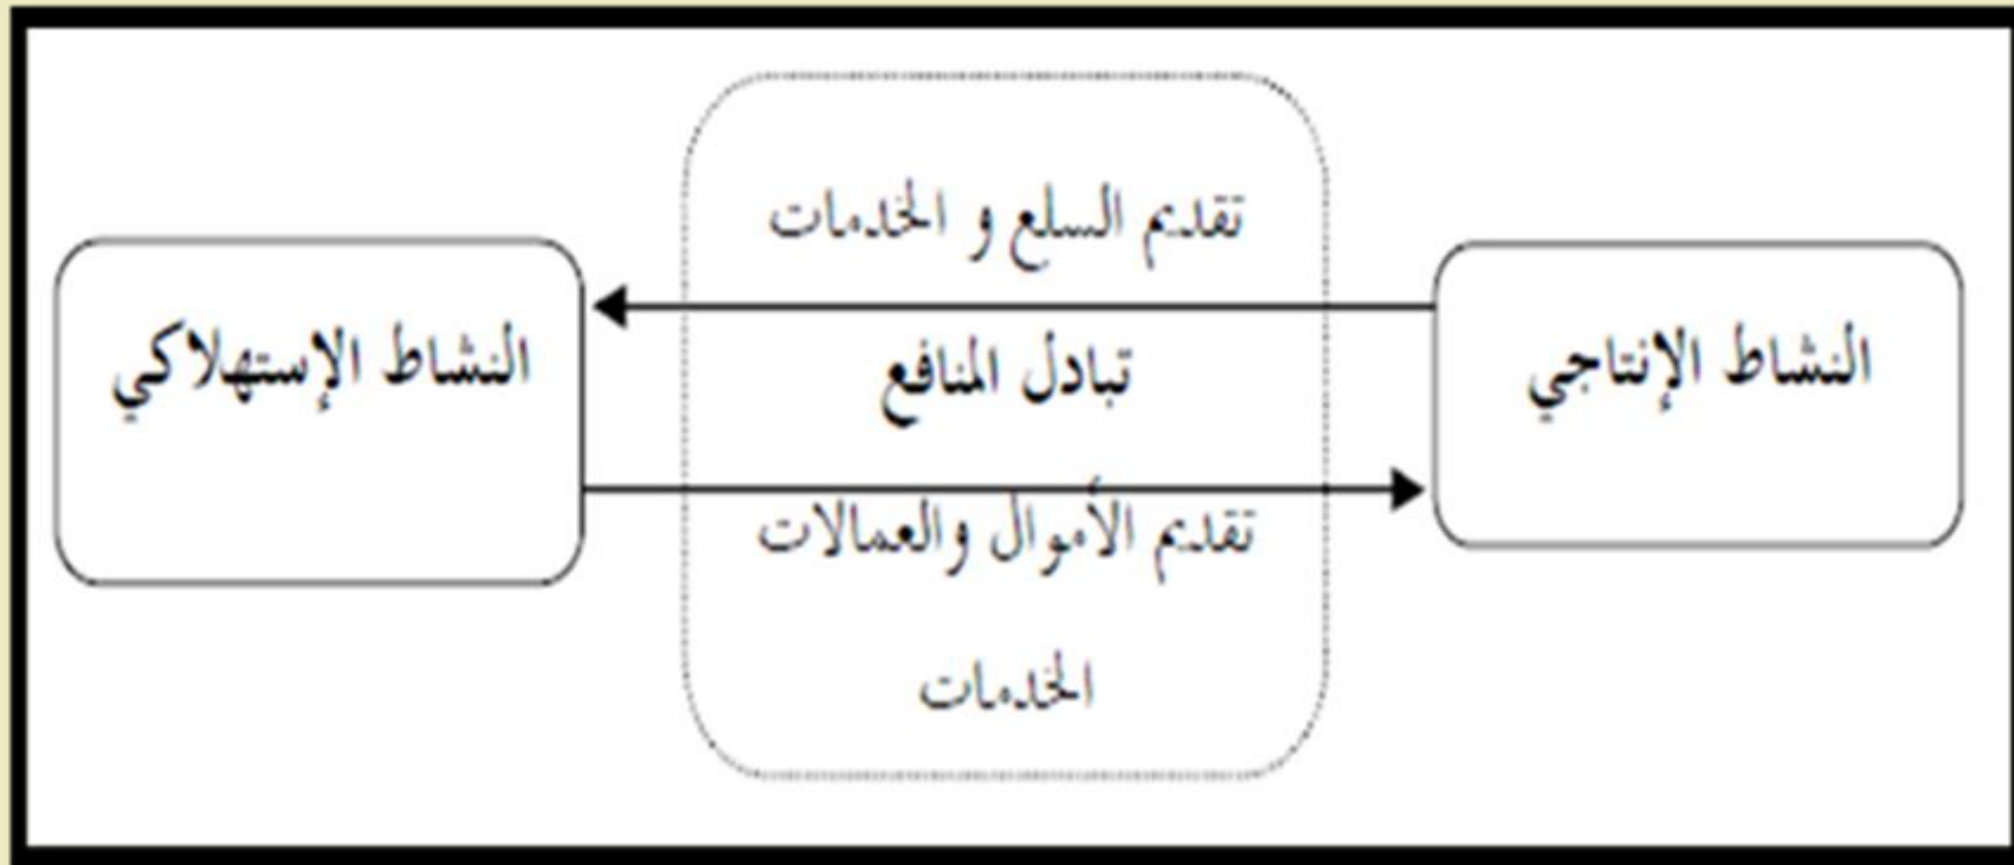 النشاط الإنتاجي
تقديم السلع و الخدمات
تبادل المنافع
تقديم الأموال والعمالات
الخدمات
النشاط الإستهلاكي